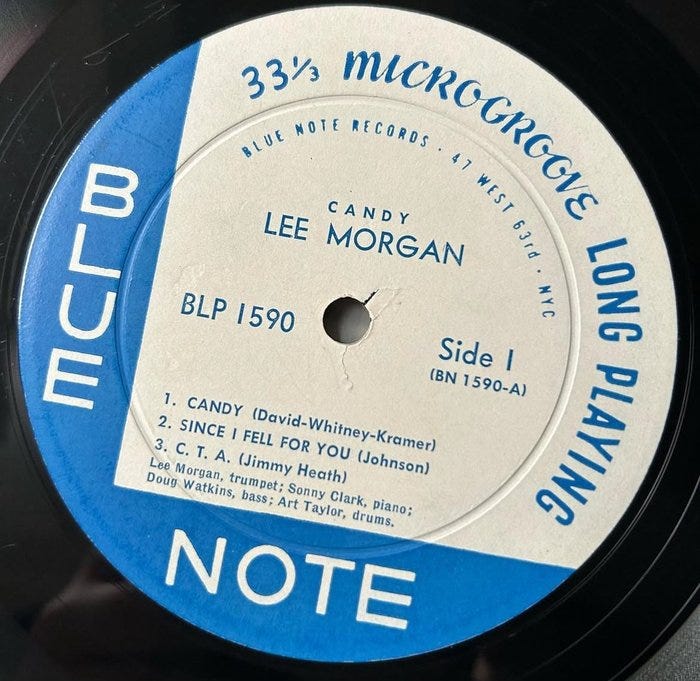 33⅓ MICROGROOVE LONG PLAYING
BLUE NOTE RECORDS · 47 WEST 63rd · NYC
CANDY
LEE MORGAN
BLP 1590
Side 1
(BN 1590-A)
1. CANDY (David-Whitney-Kramer)
2. SINCE I FELL FOR YOU (Johnson)
3. C. T. A. (Jimmy Heath)
Lee Morgan, trumpet; Sonny Clark, piano;
Doug Watkins, bass; Art Taylor, drums.
BLUE
NOTE